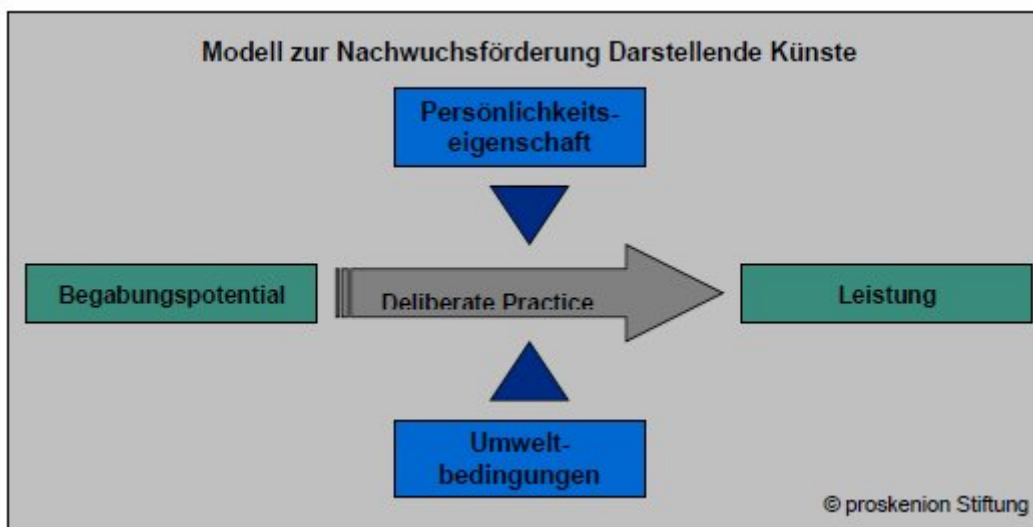 Modell zur Nachwuchsförderung Darstellende Künste
Persönlichkeits-
eigenschaft
Begabungspotential
Deliberate Practice
Leistung
Umwelt-
bedingungen
© proskenion Stiftung